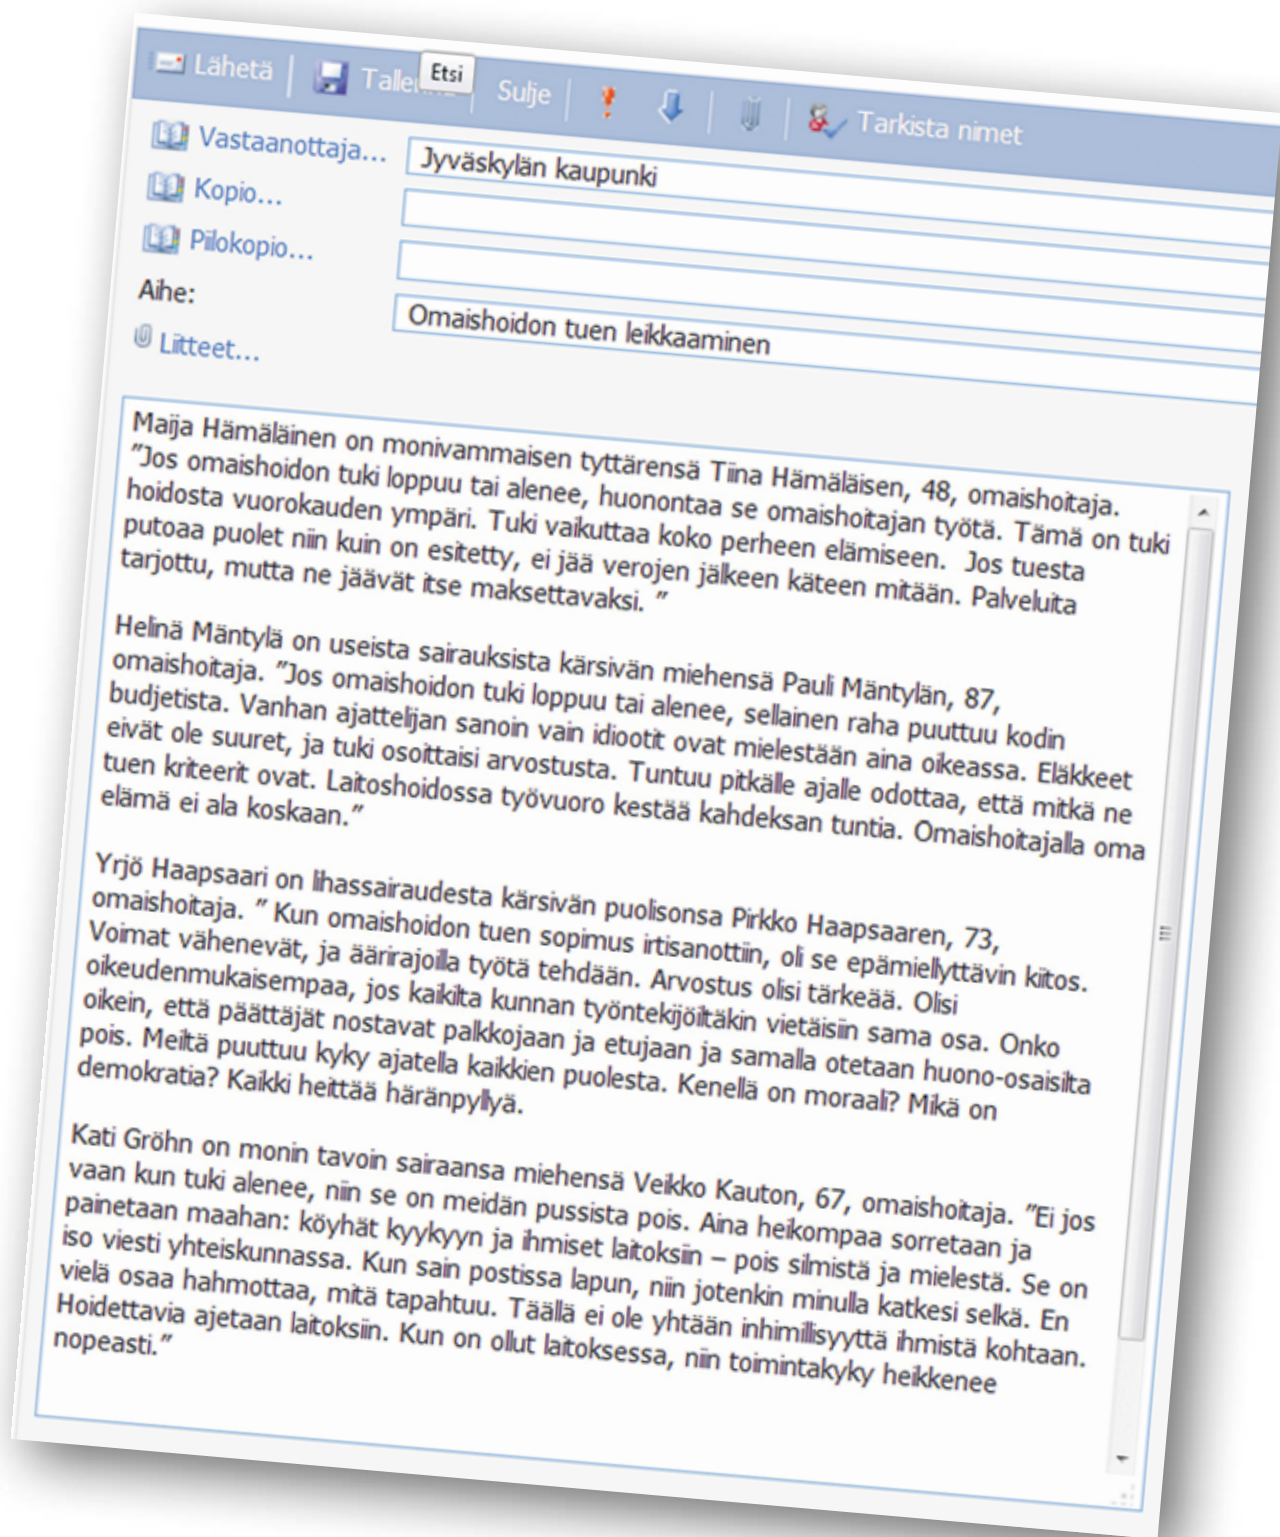 Lähetä
Etsi
Sulje
Tarkista nimet
Vastaanottaja...
Jyväskylän kaupunki
Kopio...
Piilokopio...
Aihe:
Omaishoidon tuen leikkaaminen
Liitteet...
Maija Hämäläinen on monivammaisen tyttärensä Tiina Hämäläisen, 48, omaishoitaja.
”Jos omaishoidon tuki loppuu tai alenee, huonontaa se omaishoitajan työtä. Tämä on tuki
hoidosta vuorokauden ympäri. Tuki vaikuttaa koko perheen elämiseen. Jos tuesta
putoaa puolet niin kuin on esitetty, ei jää verojen jälkeen käteen mitään. Palveluita
tarjottu, mutta ne jäävät itse maksettavaksi. ”
Helinä Mäntylä on useista sairauksista kärsivän miehensä Pauli Mäntylän, 87,
omaishoitaja. ”Jos omaishoidon tuki loppuu tai alenee, sellainen raha puuttuu kodin
budjetista. Vanhan ajattelijan sanoin vain idiootit ovat mielestään aina oikeassa. Eläkkeet
eivät ole suuret, ja tuki osoittaisi arvostusta. Tuntuu pitkälle ajalle odottaa, että mitkä ne
tuen kriteerit ovat. Laitoshoidossa työvuoro kestää kahdeksan tuntia. Omaishoitajalla oma
elämä ei ala koskaan.”
Yrjö Haapsaari on lihassairaudesta kärsivän puolisonsa Pirkko Haapsaaren, 73,
omaishoitaja. ” Kun omaishoidon tuen sopimus irtisanottiin, oli se epämiellyttävin kiitos.
Voimat vähenevät, ja äärirajoilla työtä tehdään. Arvostus olisi tärkeää. Olisi
oikeudenmukaisempaa, jos kaikilta kunnan työntekijöiltäkin vietäisiin sama osa. Onko
oikein, että päättäjät nostavat palkkojaan ja etujaan ja samalla otetaan huono-osaisilta
pois. Meiltä puuttuu kyky ajatella kaikkien puolesta. Kenellä on moraali? Mikä on
demokratia? Kaikki heittää häränpyllyä.
Kati Gröhn on monin tavoin sairaansa miehensä Veikko Kauton, 67, omaishoitaja. ”Ei jos
vaan kun tuki alenee, niin se on meidän pussista pois. Aina heikompaa sorretaan ja
painetaan maahan: köyhät kyykyyn ja ihmiset laitoksiin – pois silmistä ja mielestä. Se on
iso viesti yhteiskunnassa. Kun sain postissa lapun, niin jotenkin minulla katkesi selkä. En
vielä osaa hahmottaa, mitä tapahtuu. Täällä ei ole yhtään inhimillisyyttä ihmistä kohtaan.
Hoidettavia ajetaan laitoksiin. Kun on ollut laitoksessa, niin toimintakyky heikkenee
nopeasti.”